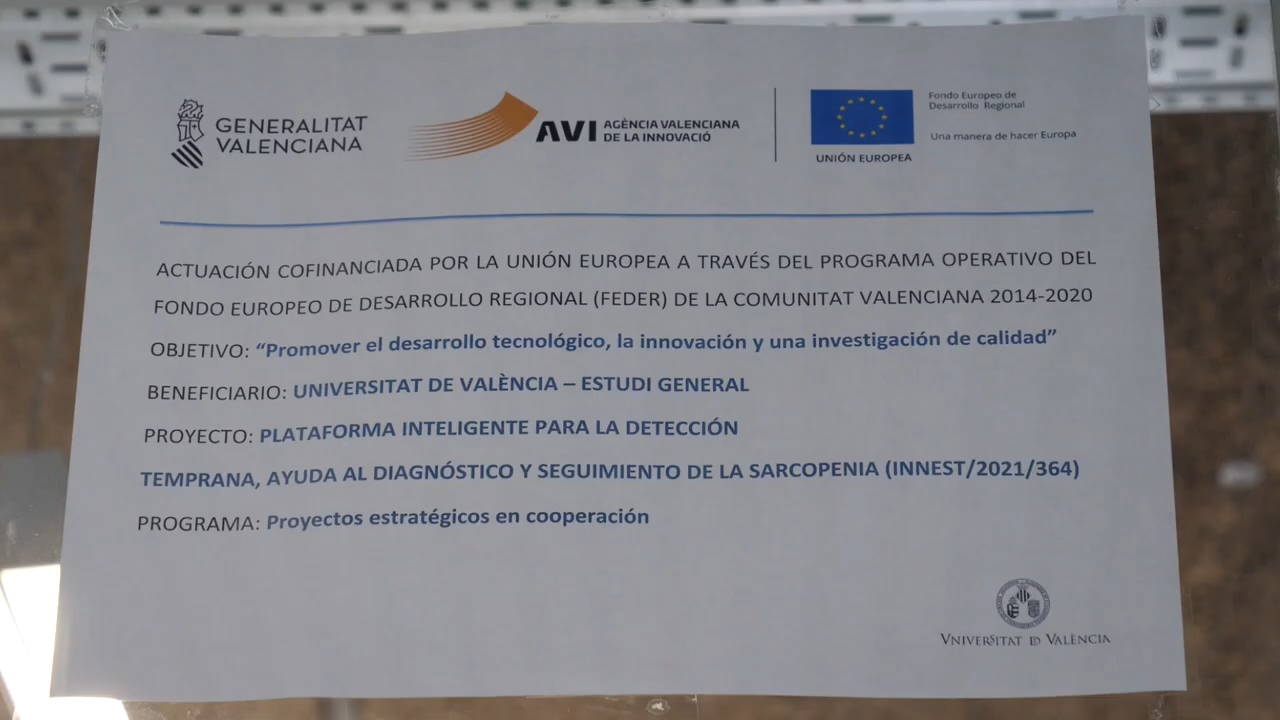 GENERALITAT
VALENCIANA
AVI AGÈNCIA VALENCIANA
DE LA INNOVACIÓ
UNIÓN EUROPEA
Fondo Europeo de
Desarrollo Regional
Una manera de hacer Europa
ACTUACIÓN COFINANCIADA POR LA UNIÓN EUROPEA A TRAVÉS DEL PROGRAMA OPERATIVO DEL
FONDO EUROPEO DE DESARROLLO REGIONAL (FEDER) DE LA COMUNITAT VALENCIANA 2014-2020
OBJETIVO: “Promover el desarrollo tecnológico, la innovación y una investigación de calidad”
BENEFICIARIO: UNIVERSITAT DE VALÈNCIA – ESTUDI GENERAL
PROYECTO: PLATAFORMA INTELIGENTE PARA LA DETECCIÓN
TEMPRANA, AYUDA AL DIAGNÓSTICO Y SEGUIMIENTO DE LA SARCOPENIA (INNEST/2021/364)
PROGRAMA: Proyectos estratégicos en cooperación
VNIVERSITAT DE VALÈNCIA